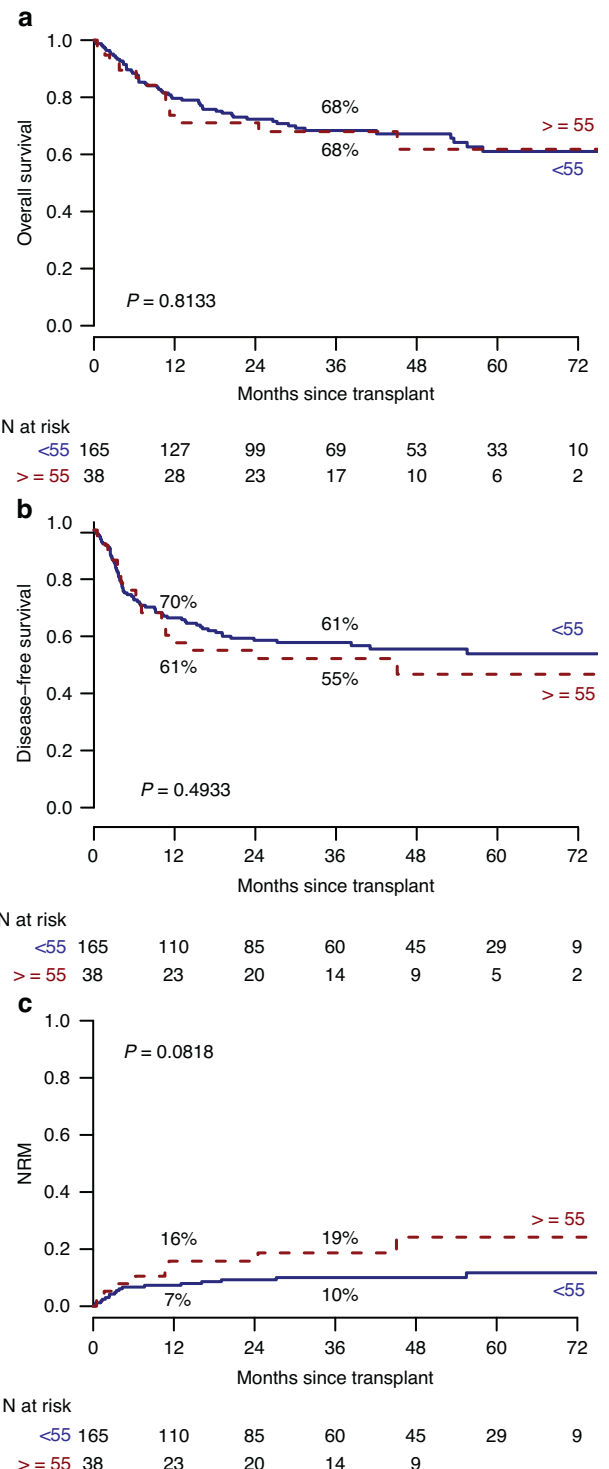 a
Overall survival
1.0
0.8
0.6
0.4
0.2
0.0
68%
68%
> = 55
<55
P = 0.8133
0 12 24 36 48 60 72
Months since transplant
N at risk
<55 165 127 99 69 53 33 10
> = 55 38 28 23 17 10 6 2
b
Disease–free survival
1.0
0.8
0.6
0.4
0.2
0.0
70%
61%
61%
55%
<55
> = 55
P = 0.4933
0 12 24 36 48 60 72
Months since transplant
N at risk
<55 165 110 85 60 45 29 9
> = 55 38 23 20 14 9 5 2
c
NRM
1.0
0.8
0.6
0.4
0.2
0.0
P = 0.0818
16%
19%
7%
10%
> = 55
<55
0 12 24 36 48 60 72
Months since transplant
N at risk
<55 165 110 85 60 45 29 9
> = 55 38 23 20 14 9